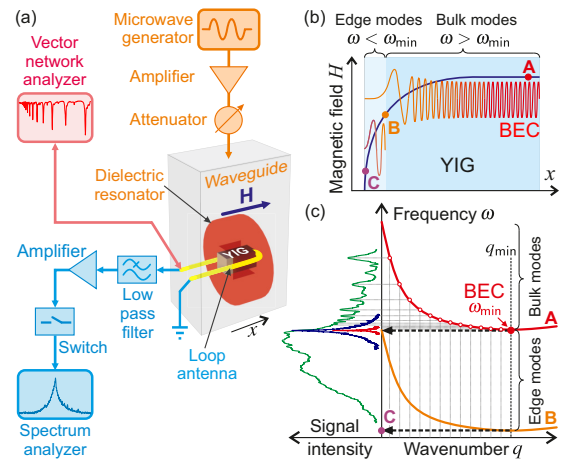 (a)
Microwave
generator
Vector
network
analyzer
Amplifier
Attenuator
Dielectric
resonator
Waveguide
H
YIG
Amplifier
Low
pass
filter
Switch
Loop
antenna
x
Spectrum
analyzer
(b)
Edge modes
ω < ωmin
Bulk modes
ω > ωmin
Magnetic field H
A
B
C
BEC
YIG
x
(c)
Frequency ω
qmin
BEC
ωmin
Bulk modes
A
Edge modes
B
C
Signal
intensity
Wavenumber q